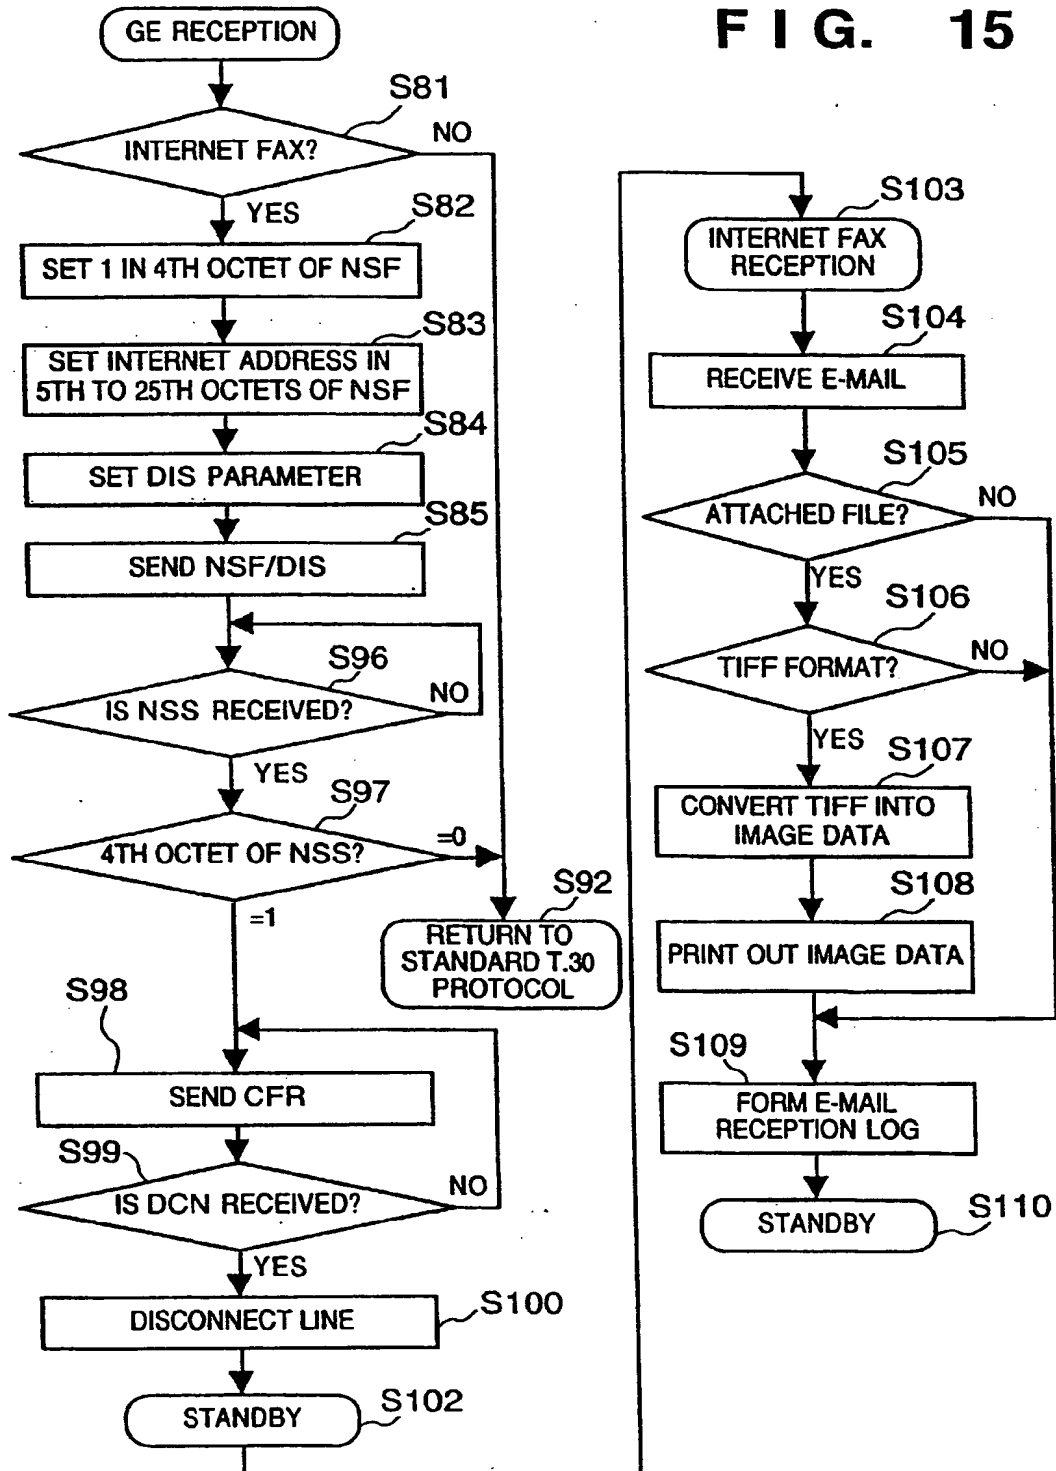 FIG. 15
GE RECEPTION
S81
INTERNET FAX?
NO
YES
S82
SET 1 IN 4TH OCTET OF NSF
S83
SET INTERNET ADDRESS IN
5TH TO 25TH OCTETS OF NSF
S84
SET DIS PARAMETER
S85
SEND NSF/DIS
S96
IS NSS RECEIVED?
NO
YES
S97
4TH OCTET OF NSS?
=0
=1
S92
RETURN TO
STANDARD T.30
PROTOCOL
S98
SEND CFR
S99
IS DCN RECEIVED?
NO
YES
S100
DISCONNECT LINE
S102
STANDBY
S103
INTERNET FAX
RECEPTION
S104
RECEIVE E-MAIL
S105
ATTACHED FILE?
NO
YES
S106
TIFF FORMAT?
NO
YES
S107
CONVERT TIFF INTO
IMAGE DATA
S108
PRINT OUT IMAGE DATA
S109
FORM E-MAIL
RECEPTION LOG
S110
STANDBY